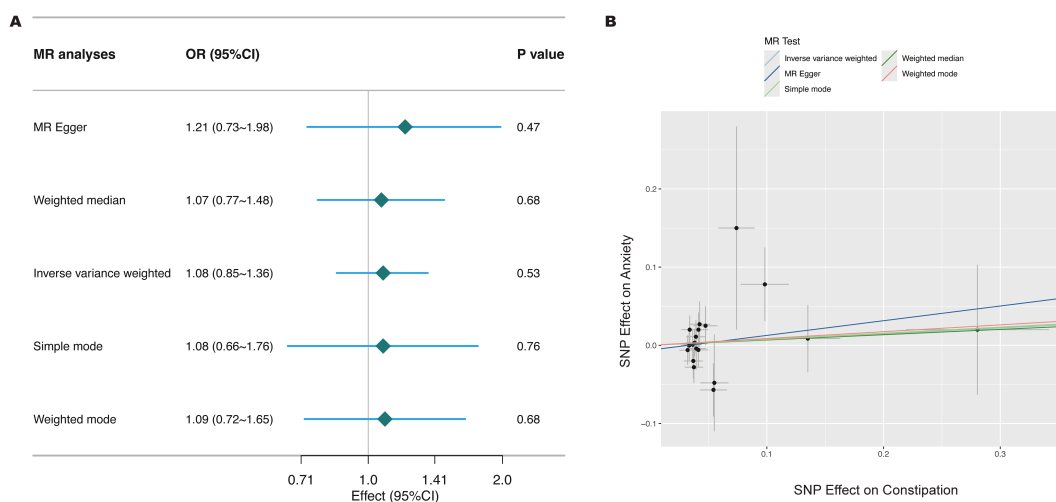 A
MR analyses OR (95%CI) P value
MR Egger 1.21 (0.73~1.98) 0.47
Weighted median 1.07 (0.77~1.48) 0.68
Inverse variance weighted 1.08 (0.85~1.36) 0.53
Simple mode 1.08 (0.66~1.76) 0.76
Weighted mode 1.09 (0.72~1.65) 0.68
0.71 1.0 1.41 2.0
Effect (95%CI)
B
MR Test
Inverse variance weighted Weighted median
MR Egger Weighted mode
Simple mode
SNP Effect on Anxiety
0.2
0.1
0.0
−0.1
0.1 0.2 0.3
SNP Effect on Constipation